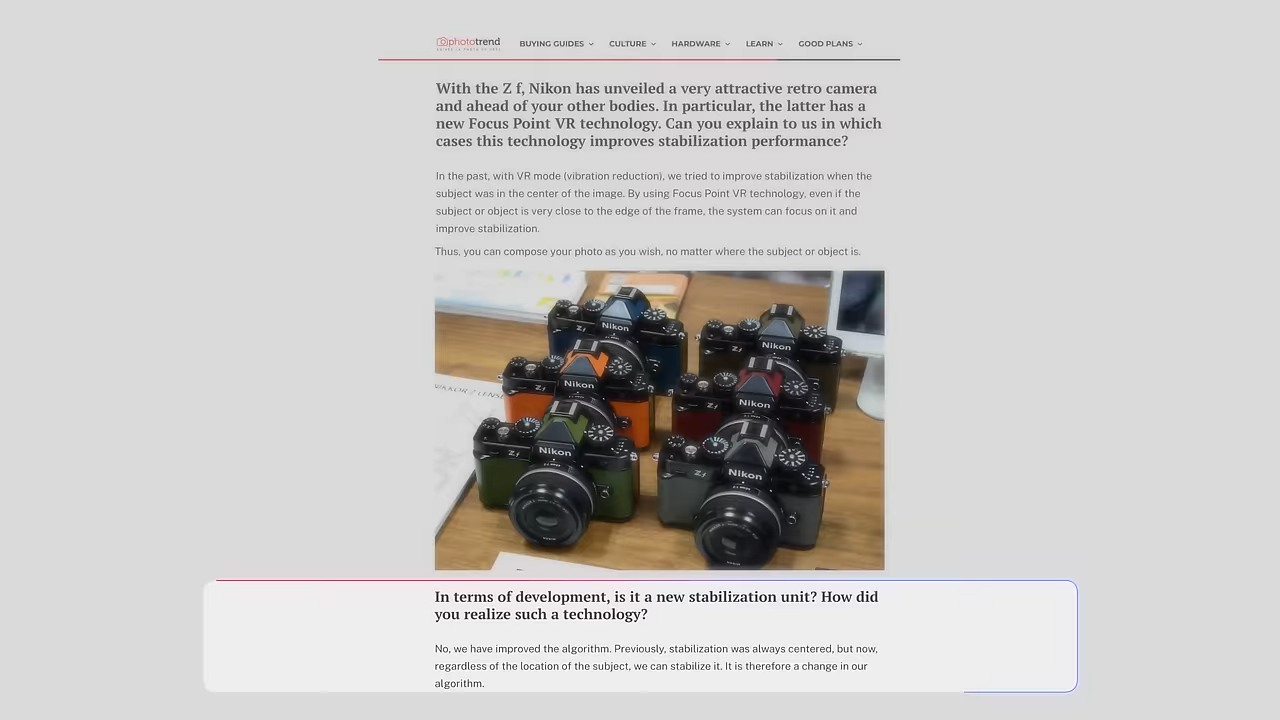 phototrend
BUYING GUIDES
CULTURE
HARDWARE
LEARN
GOOD PLANS
With the Z f, Nikon has unveiled a very attractive retro camera
and ahead of your other bodies. In particular, the latter has a
new Focus Point VR technology. Can you explain to us in which
cases this technology improves stabilization performance?
In the past, with VR mode (vibration reduction), we tried to improve stabilization when the
subject was in the center of the image. By using Focus Point VR technology, even if the
subject or object is very close to the edge of the frame, the system can focus on it and
improve stabilization.
Thus, you can compose your photo as you wish, no matter where the subject or object is.
Nikon
Zf
Nikon
Zf
Nikon
Zf
Nikon
Zf
Nikon
Zf
Nikon
Zf
In terms of development, is it a new stabilization unit? How did
you realize such a technology?
No, we have improved the algorithm. Previously, stabilization was always centered, but now,
regardless of the location of the subject, we can stabilize it. It is therefore a change in our
algorithm.